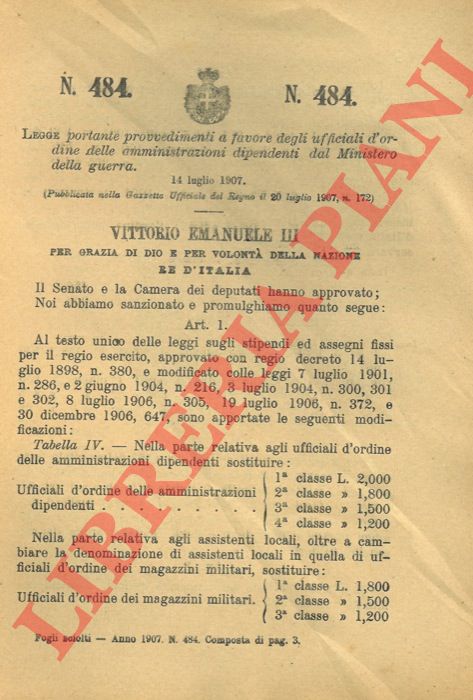 N. 484. N. 484.
LEGGE portante provvedimenti a favore degli ufficiali d'or-
dine delle amministrazioni dipendenti dal Ministero
della guerra.
14 luglio 1907.
(Pubblicata nella Gazzetta Ufficiale del Regno il 20 luglio 1907, n. 172)
VITTORIO EMANUELE III
PER GRAZIA DI DIO E PER VOLONTÀ DELLA NAZIONE
RE D'ITALIA
Il Senato e la Camera dei deputati hanno approvato;
Noi abbiamo sanzionato e promulghiamo quanto segue:
Art. 1.
Al testo unico delle leggi sugli stipendi ed assegni fissi
per il regio esercito, approvato con regio decreto 14 lu-
glio 1898, n. 380, e modificato colle leggi 7 luglio 1901,
n. 286, e 2 giugno 1904, n. 216, 3 luglio 1904, n. 300, 301
e 302, 8 luglio 1906, n. 305, 19 luglio 1906, n. 372, e
30 dicembre 1906, 647, sono apportate le seguenti modi-
ficazioni:
Tabella IV. — Nella parte relativa agli ufficiali d'ordine
delle amministrazioni dipendenti sostituire:
Ufficiali d'ordine delle amministrazioni
dipendenti . . . . . . . . . .
1ª classe L. 2,000
2ª classe » 1,800
3ª classe » 1,500
4ª classe » 1,200
Nella parte relativa agli assistenti locali, oltre a cam-
biare la denominazione di assistenti locali in quella di uf-
ficiali d'ordine dei magazzini militari, sostituire:
Ufficiali d'ordine dei magazzini militari.
1ª classe L. 1,800
2ª classe » 1,500
3ª classe » 1,200
Fogli sciolti — Anno 1907. N. 484. Composta di pag. 3.
LIBRERIA PIANI